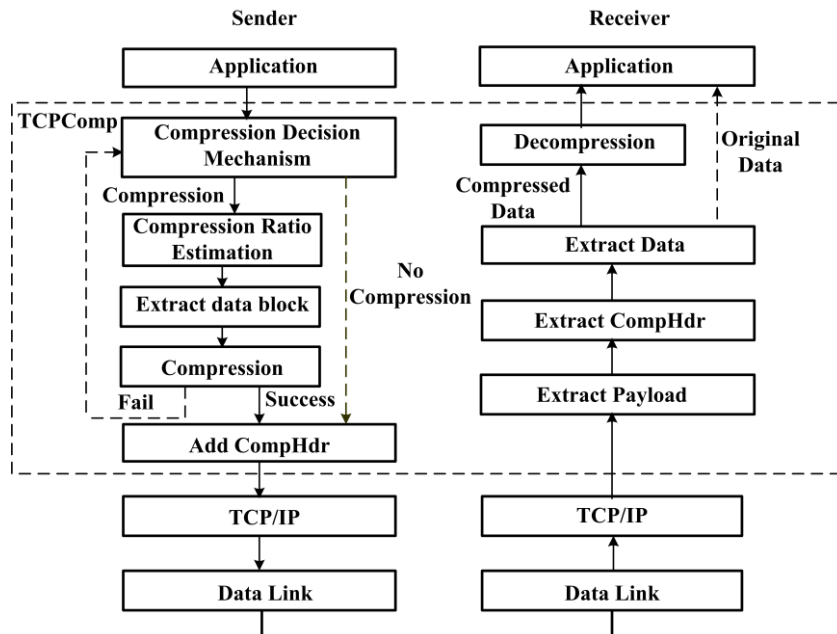 Sender
Receiver
Application
Application
TCPComp
Compression Decision
Mechanism
Decompression
Original
Data
Compression
Compressed
Data
Compression Ratio
Estimation
Extract Data
No
Compression
Extract data block
Extract CompHdr
Compression
Extract Payload
Fail
Success
Add CompHdr
TCP/IP
TCP/IP
Data Link
Data Link